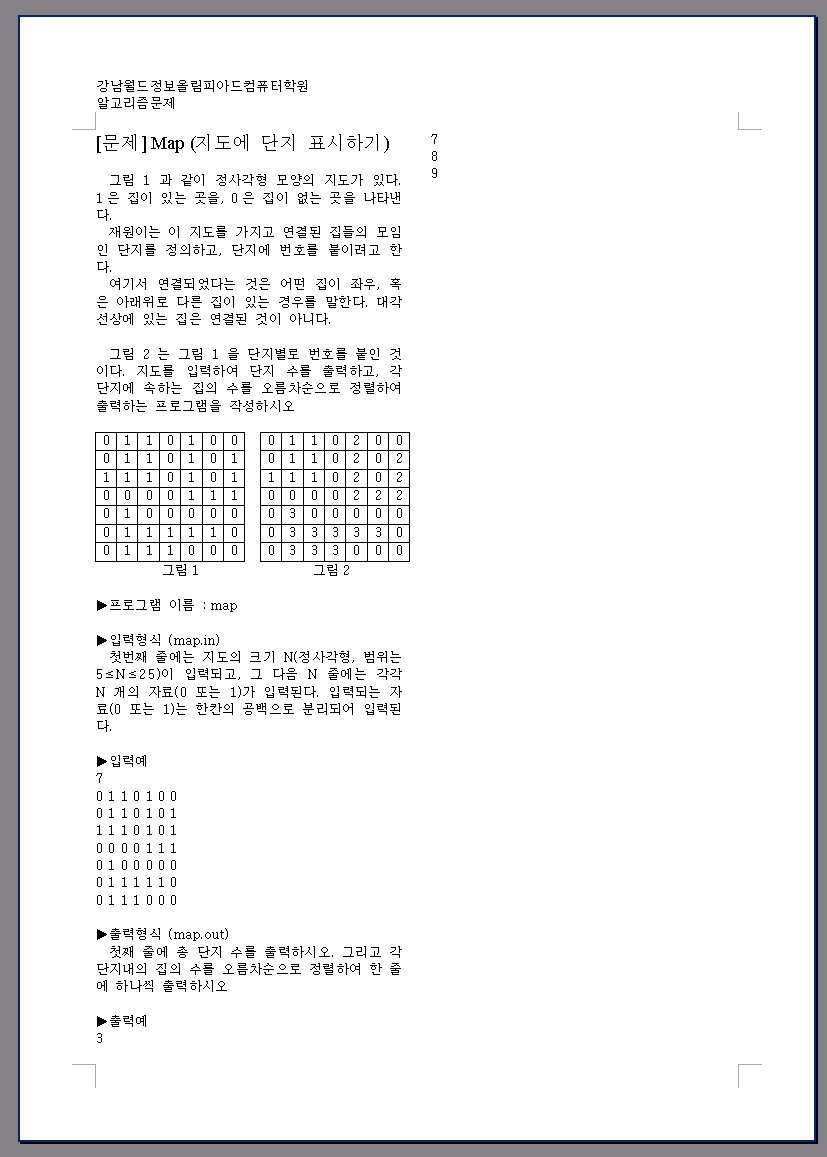 강남월드정보올림피아드컴퓨터학원
알고리즘문제
[문제] Map (지도에 단지 표시하기)
그림 1 과 같이 정사각형 모양의 지도가 있다.
1은 집이 있는 곳을, 0은 집이 없는 곳을 나타낸
다.
재원이는 이 지도를 가지고 연결된 집들의 모임
인 단지를 정의하고, 단지에 번호를 붙이려고 한
다.
여기서 연결되었다는 것은 어떤 집이 좌우, 혹
은 아래위로 다른 집이 있는 경우를 말한다. 대각
선상에 있는 집은 연결된 것이 아니다.
그림 2 는 그림 1 을 단지별로 번호를 붙인 것
이다. 지도를 입력하여 단지 수를 출력하고, 각
단지에 속하는 집의 수를 오름차순으로 정렬하여
출력하는 프로그램을 작성하시오
0 1 1 0 1 0 0
0 1 1 0 1 0 1
1 1 1 0 1 0 1
0 0 0 0 1 1 1
0 1 0 0 0 0 0
0 1 1 1 1 1 0
0 1 1 1 0 0 0
그림 1
0 1 1 0 2 0 0
0 1 1 0 2 0 2
1 1 1 0 2 0 2
0 0 0 0 2 2 2
0 3 0 0 0 0 0
0 3 3 3 3 3 0
0 3 3 3 0 0 0
그림 2
▶프로그램 이름 : map
▶입력형식 (map.in)
첫번째 줄에는 지도의 크기 N(정사각형, 범위는
5≤N≤25)이 입력되고, 그 다음 N 줄에는 각각
N 개의 자료(0 또는 1)가 입력된다. 입력되는 자
료(0 또는 1)는 한칸의 공백으로 분리되어 입력된
다.
▶입력예
7
0 1 1 0 1 0 0
0 1 1 0 1 0 1
1 1 1 0 1 0 1
0 0 0 0 1 1 1
0 1 0 0 0 0 0
0 1 1 1 1 1 0
0 1 1 1 0 0 0
▶출력형식 (map.out)
첫째 줄에 총 단지 수를 출력하시오. 그리고 각
단지내의 집의 수를 오름차순으로 정렬하여 한 줄
에 하나씩 출력하시오
▶출력예
3
7
8
9